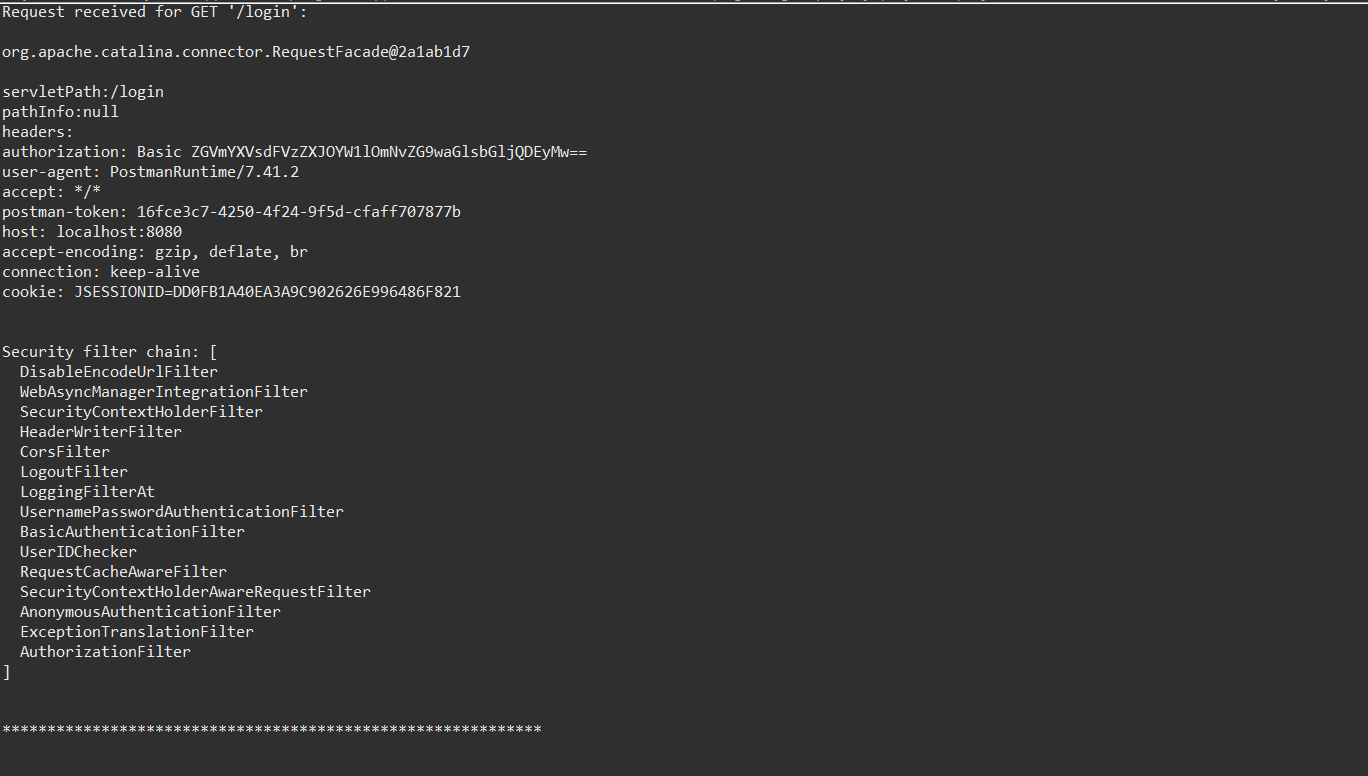 Request received for GET '/login':
org.apache.catalina.connector.RequestFacade@2a1ab1d7
servletPath:/login
pathInfo:null
headers:
authorization: Basic ZGVmYXVsdFVzZXJOYW1lOmNvZG9waGlsbGljQDEyMw==
user-agent: PostmanRuntime/7.41.2
accept: */*
postman-token: 16fce3c7-4250-4f24-9f5d-cfaff707877b
host: localhost:8080
accept-encoding: gzip, deflate, br
connection: keep-alive
cookie: JSESSIONID=DD0FB1A40EA3A9C902626E996486F821
Security filter chain: [
  DisableEncodeUrlFilter
  WebAsyncManagerIntegrationFilter
  SecurityContextHolderFilter
  HeaderWriterFilter
  CorsFilter
  LogoutFilter
  LoggingFilterAt
  UsernamePasswordAuthenticationFilter
  BasicAuthenticationFilter
  UserIDChecker
  RequestCacheAwareFilter
  SecurityContextHolderAwareRequestFilter
  AnonymousAuthenticationFilter
  ExceptionTranslationFilter
  AuthorizationFilter
]
************************************************************